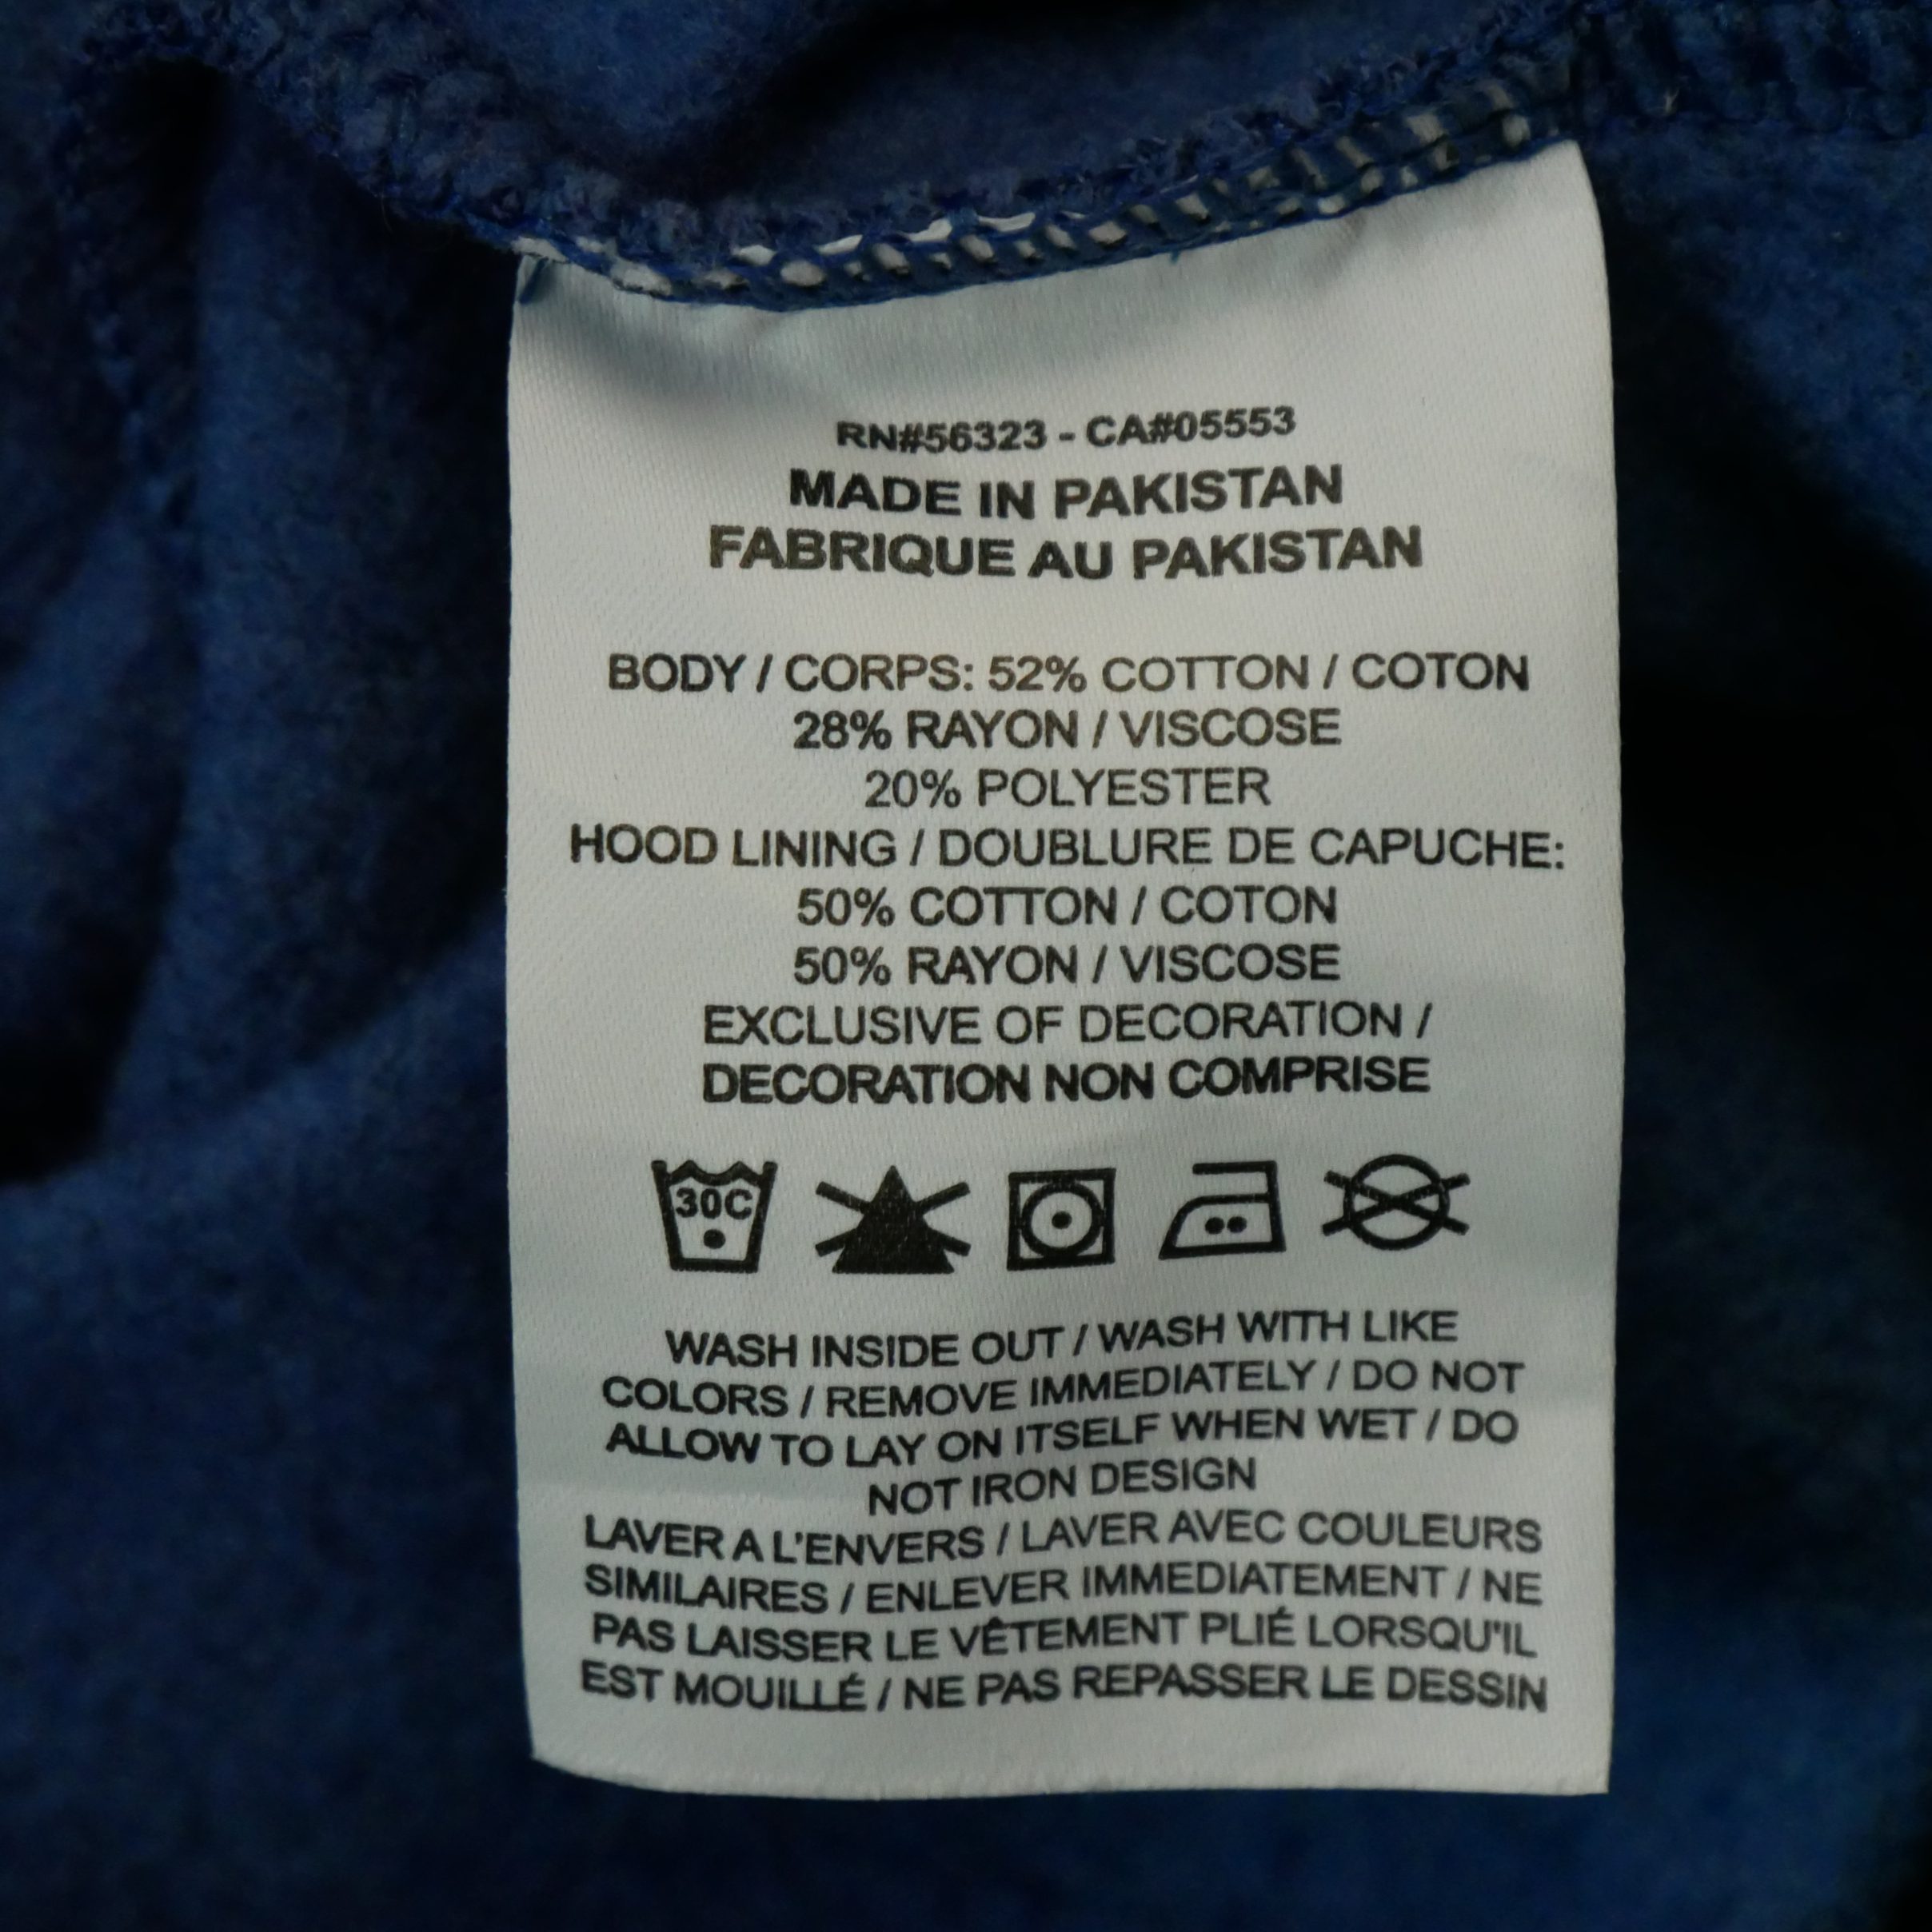 RN#56323 - CA#05553
MADE IN PAKISTAN
FABRIQUE AU PAKISTAN
BODY / CORPS: 52% COTTON / COTON
28% RAYON / VISCOSE
20% POLYESTER
HOOD LINING / DOUBLURE DE CAPUCHE:
50% COTTON / COTON
50% RAYON / VISCOSE
EXCLUSIVE OF DECORATION /
DECORATION NON COMPRISE
30C
WASH INSIDE OUT / WASH WITH LIKE
COLORS / REMOVE IMMEDIATELY / DO NOT
ALLOW TO LAY ON ITSELF WHEN WET / DO
NOT IRON DESIGN
LAVER A L'ENVERS / LAVER AVEC COULEURS
SIMILAIRES / ENLEVER IMMEDIATEMENT / NE
PAS LAISSER LE VÊTEMENT PLIÉ LORSQU'IL
EST MOUILLÉ / NE PAS REPASSER LE DESSIN